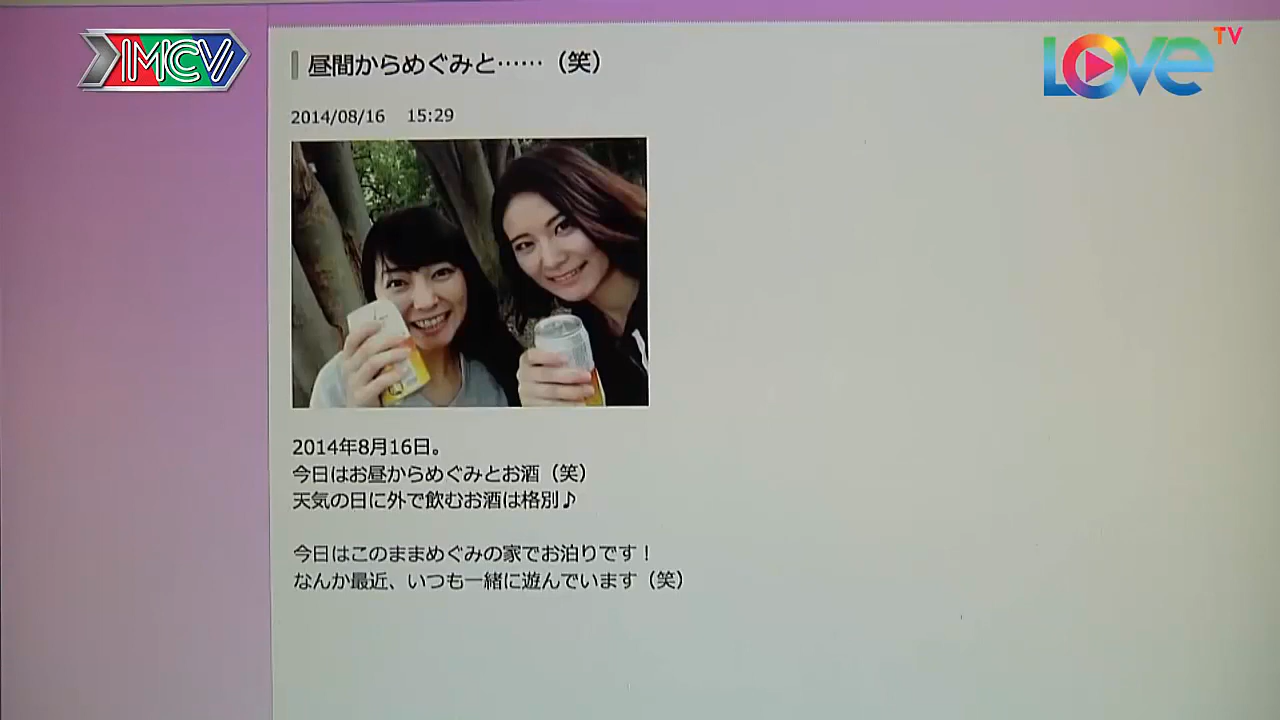 MCV
LOVE TV
昼間からめぐみと……（笑）
2014/08/16 15:29
2014年8月16日。
今日はお昼からめぐみとお酒（笑）
天気の日に外で飲むお酒は格別♪
今日はこのままめぐみの家でお泊りです！
なんか最近、いつも一緒に遊んでいます（笑）